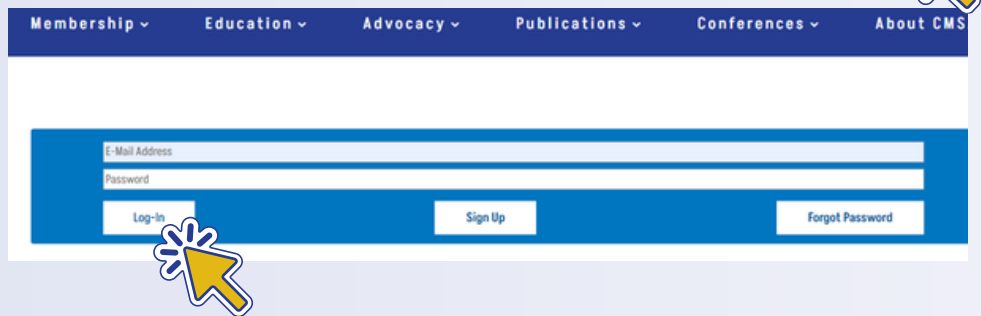 Membership Education Advocacy Publications Conferences About CMS
E-Mail Address
Password
Log-In Sign Up Forgot Password